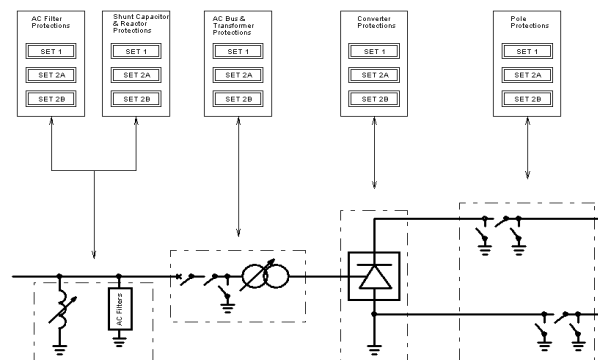 AC Filter
Protections
SET 1
SET 2A
SET 2B
Shunt Capacitor
& Reactor
Protections
SET 1
SET 2A
SET 2B
AC Bus &
Transformer
Protections
SET 1
SET 2A
SET 2B
Converter
Protections
SET 1
SET 2A
SET 2B
Pole
Protections
SET 1
SET 2A
SET 2B
AC Filters